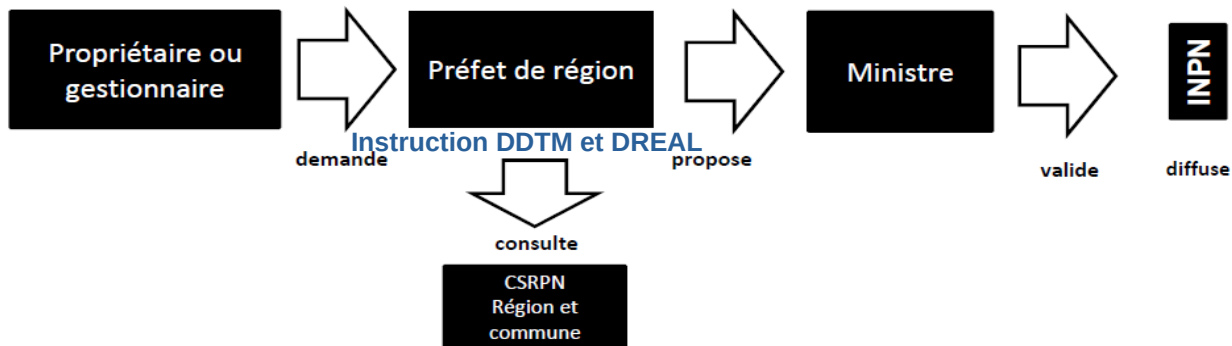 Propriétaire ou
gestionnaire
demande
Préfet de région
Instruction DDTM et DREAL
consulte
CSRPN
Région et
commune
propose
Ministre
valide
INPN
diffuse